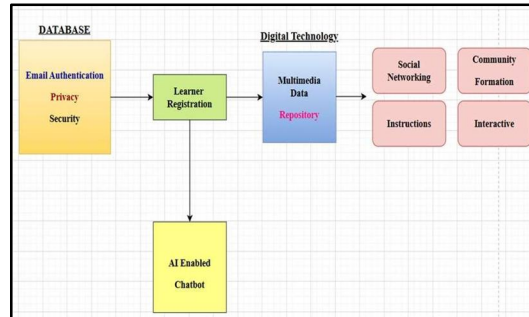 DATABASE
Email Authentication
Privacy
Security
Learner
Registration
AI Enabled
Chatbot
Digital Technology
Multimedia
Data
Repository
Social
Networking
Community
Formation
Instructions
Interactive